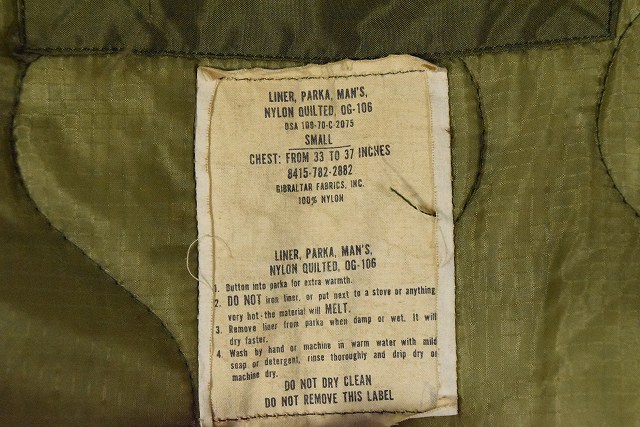 LINER, PARKA, MAN'S,
NYLON QUILTED, OG-106
DSA 100-70-C-2075
SMALL
CHEST: FROM 33 TO 37 INCHES
8415-782-2882
GIBRALTAR FABRICS, INC.
100% NYLON
LINER, PARKA, MAN'S,
NYLON QUILTED, OG-106
1. Button into parka for extra warmth.
2. DO NOT iron liner, or put next to a stove or anything
very hot-the material will MELT.
3. Remove liner from parka when damp or wet. It will
dry faster.
4. Wash by hand or machine in warm water with mild
soap or detergent, rinse thoroughly and drip dry or
machine dry.
DO NOT DRY CLEAN
DO NOT REMOVE THIS LABEL